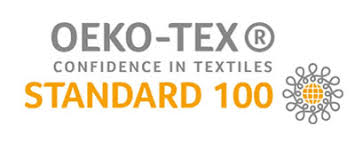 OEKO-TEX®
CONFIDENCE IN TEXTILES
STANDARD 100